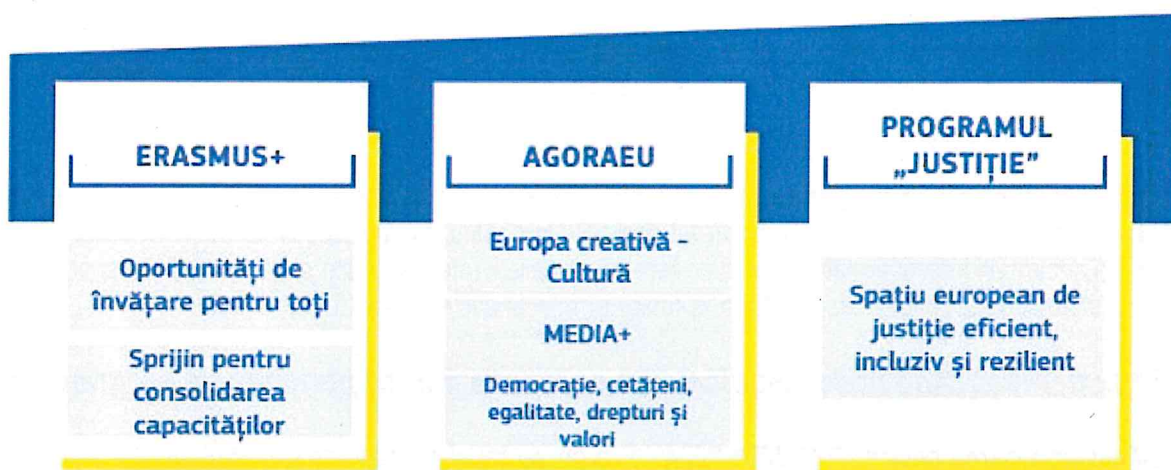 ERASMUS+
Oportunități de
învățare pentru toți
Sprijin pentru
consolidarea
capacităților
AGORAEU
Europa creativă –
Cultură
MEDIA+
Democrație, cetățeni,
egalitate, drepturi și
valori
PROGRAMUL
„JUSTIȚIE”
Spațiu european de
justiție eficient,
incluziv și rezilient